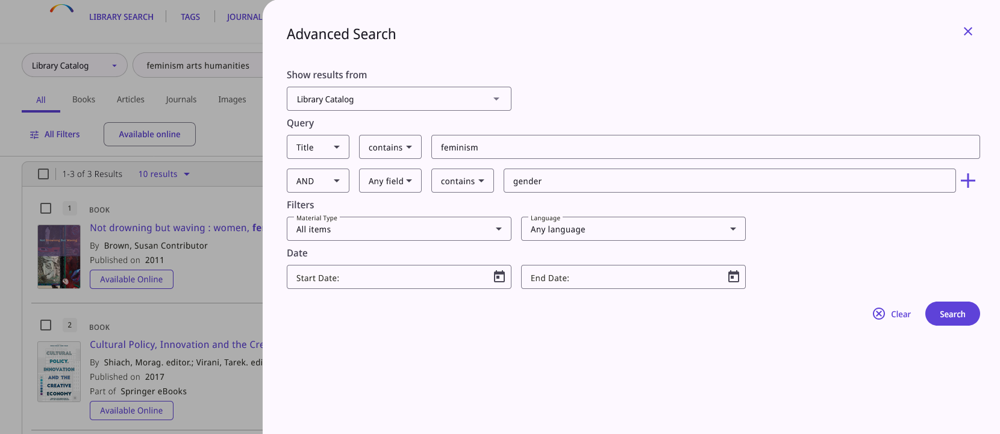 LIBRARY SEARCH
TAGS
JOURNAL
Library Catalog
feminism arts humanities
All
Books
Articles
Journals
Images
All Filters
Available online
1-3 of 3 Results
10 results
1
BOOK
Not drowning but waving : women, fe
By Brown, Susan Contributor
Published on 2011
Available Online
Not Drowning But Waving
2
BOOK
Cultural Policy, Innovation and the Cre
By Shiach, Morag. editor.; Virani, Tarek. edi
Published on 2017
Part of Springer eBooks
Available Online
CULTURAL
POLICY,
INNOVATION
AND THE
CREATIVE
ECONOMY
Advanced Search
Show results from
Library Catalog
Query
Title contains feminism
AND Any field contains gender
Filters
Material Type
All items
Language
Any language
Date
Start Date:
End Date:
Clear
Search